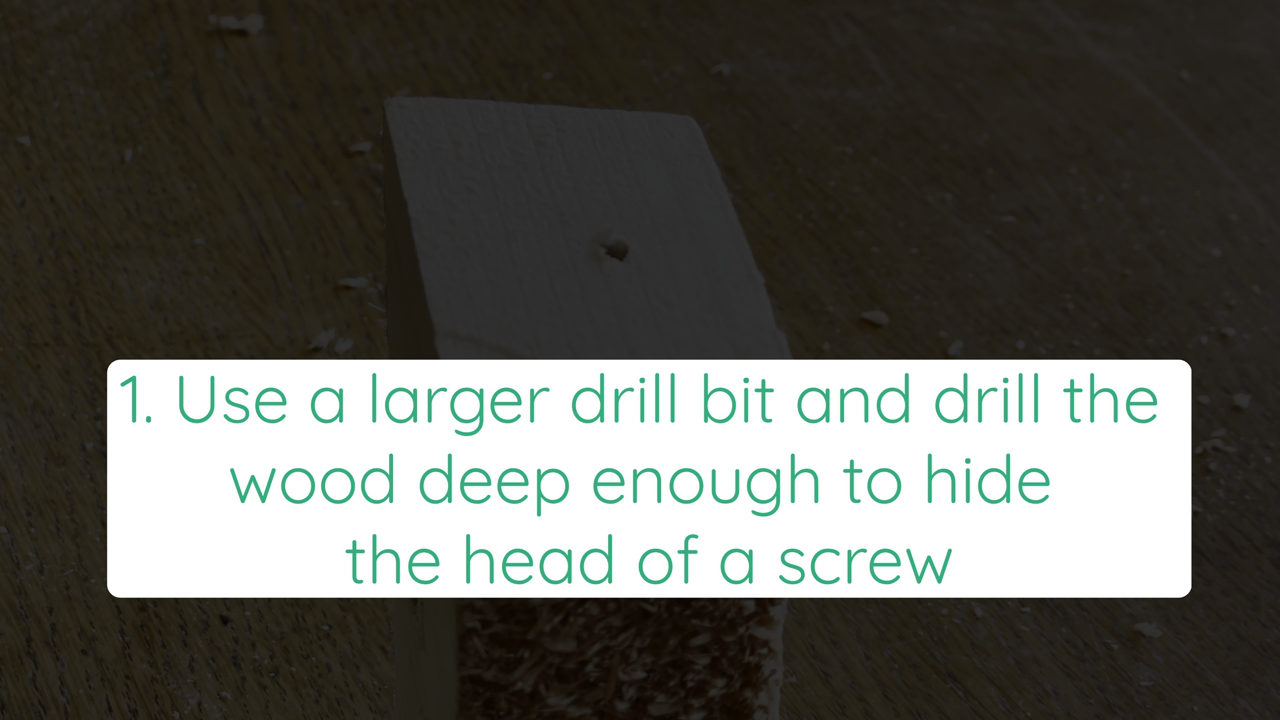 1. Use a larger drill bit and drill the
wood deep enough to hide
the head of a screw